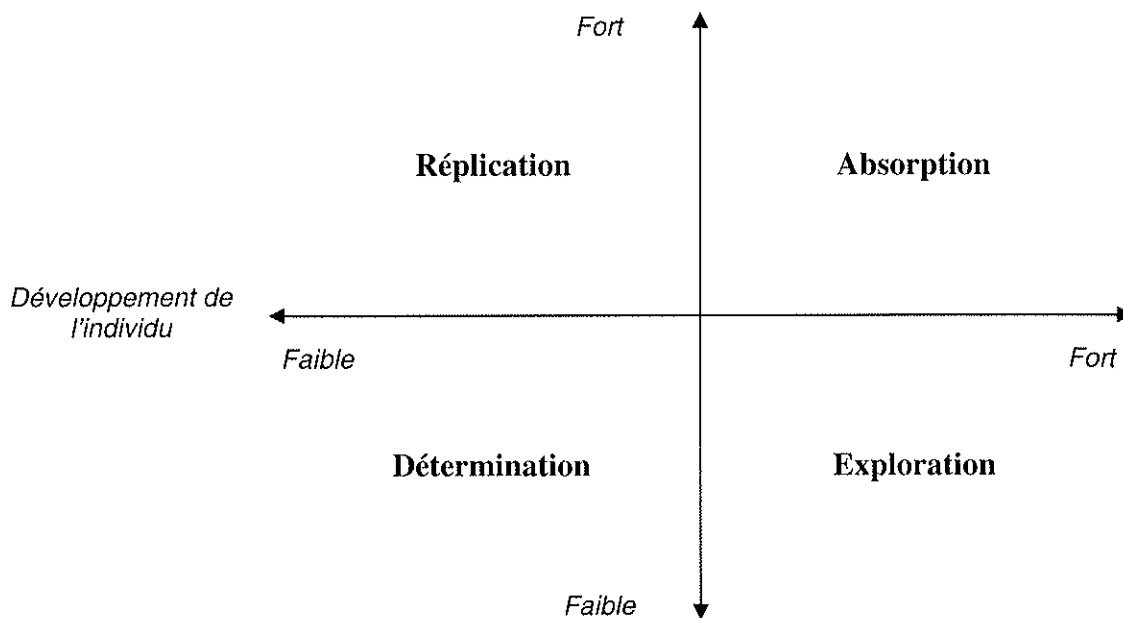 Fort
Réplication Absorption
Développement de
l'individu
Faible Fort
Détermination Exploration
Faible